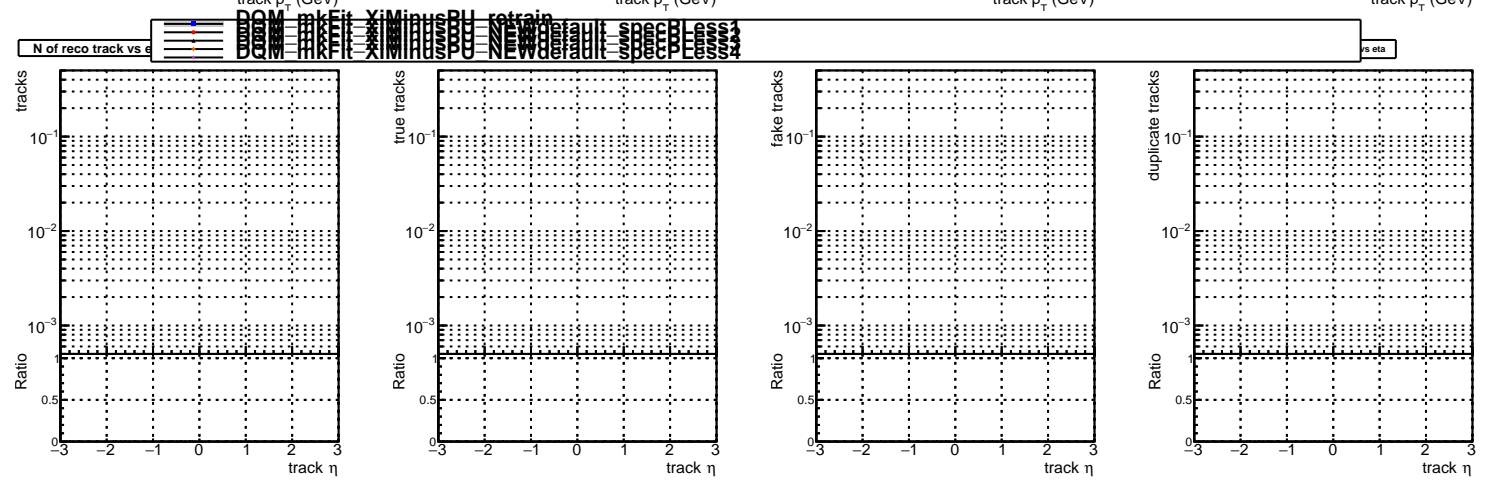 track p_T (GeV) track p_T (GeV) track p_T (GeV) track p_T (GeV)
DQM_mkFit_XiMinusPU_retrain
DQM_mkFit_XiMinusPU_NEWdefault_specPLess1
DQM_mkFit_XiMinusPU_NEWdefault_specPLess4
N of reco track vs e
vs eta
tracks
10⁻¹
10⁻²
10⁻³
Ratio
1
0.5
0
−3 −2 −1 0 1 2 3
track η
true tracks
10⁻¹
10⁻²
10⁻³
Ratio
1
0.5
0
−3 −2 −1 0 1 2 3
track η
fake tracks
10⁻¹
10⁻²
10⁻³
Ratio
1
0.5
0
−3 −2 −1 0 1 2 3
track η
duplicate tracks
10⁻¹
10⁻²
10⁻³
Ratio
1
0.5
0
−3 −2 −1 0 1 2 3
track η